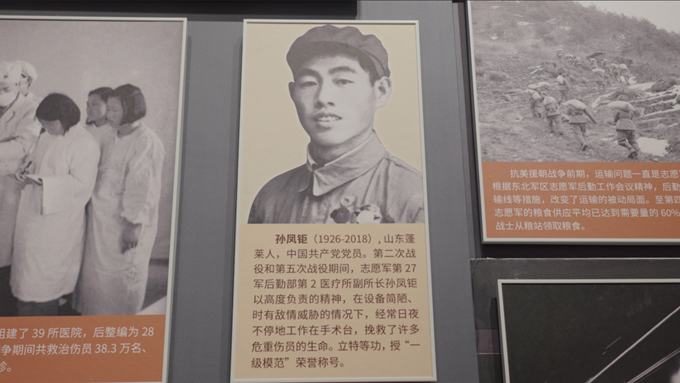 组建了 39 所医院，后整编为 28
争期间共救治伤员 38.3 万名、
诊。
孙凤钜（1926-2018），山东蓬
莱人，中国共产党党员。第二次战
役和第五次战役期间，志愿军第 27
军后勤部第 2 医疗所副所长孙凤钜
以高度负责的精神，在设备简陋、
时有敌情威胁的情况下，经常日夜
不停地工作在手术台，挽救了许多
危重伤员的生命。立特等功，授“一
级模范”荣誉称号。
抗美援朝战争前期，运输问题一直是志愿
根据东北军区志愿军后勤工作会议精神，后勤
输线等措施，改变了运输的被动局面。至第四
志愿军的粮食供应平均已达到需要量的 60%
战士从粮站领取粮食。